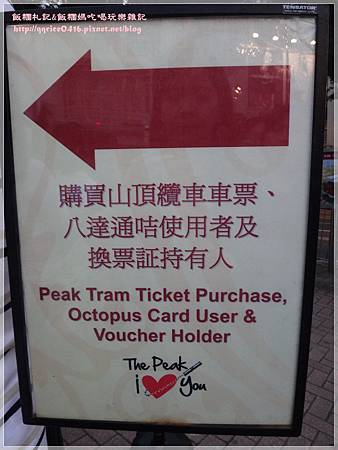 飯糰札記&飯糰媽吃喝玩樂雜記
http://qqrice0416.pixnet.net/blog
TENSATOR
購買山頂纜車車票、
八達通咭使用者及
換票証持有人
Peak Tram Ticket Purchase,
Octopus Card User &
Voucher Holder
The Peak
i You